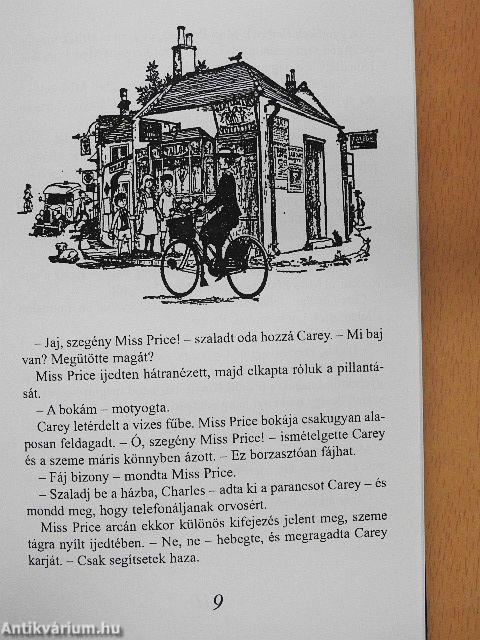 – Jaj, szegény Miss Price! – szaladt oda hozzá Carey. – Mi baj
van? Megütötte magát?
Miss Price ijedten hátranézett, majd elkapta róluk a pillantá-
sát.
– A bokám – motyogta.
Carey letérdelt a vizes fűbe. Miss Price bokája csakugyan ala-
posan feldagadt. – Ó, szegény Miss Price! – ismételgette Carey
és a szeme máris könnyben ázott. – Ez borzasztóan fájhat.
– Fáj bizony – mondta Miss Price.
– Szaladj be a házba, Charles – adta ki a parancsot Carey – és
mondd meg, hogy telefonáljanak orvosért.
Miss Price arcán ekkor különös kifejezés jelent meg, szeme
tágra nyílt ijedtében. – Ne, ne – hebegte, és megragadta Carey
karját. – Csak segítsetek haza.
9
Antikvárium.hu